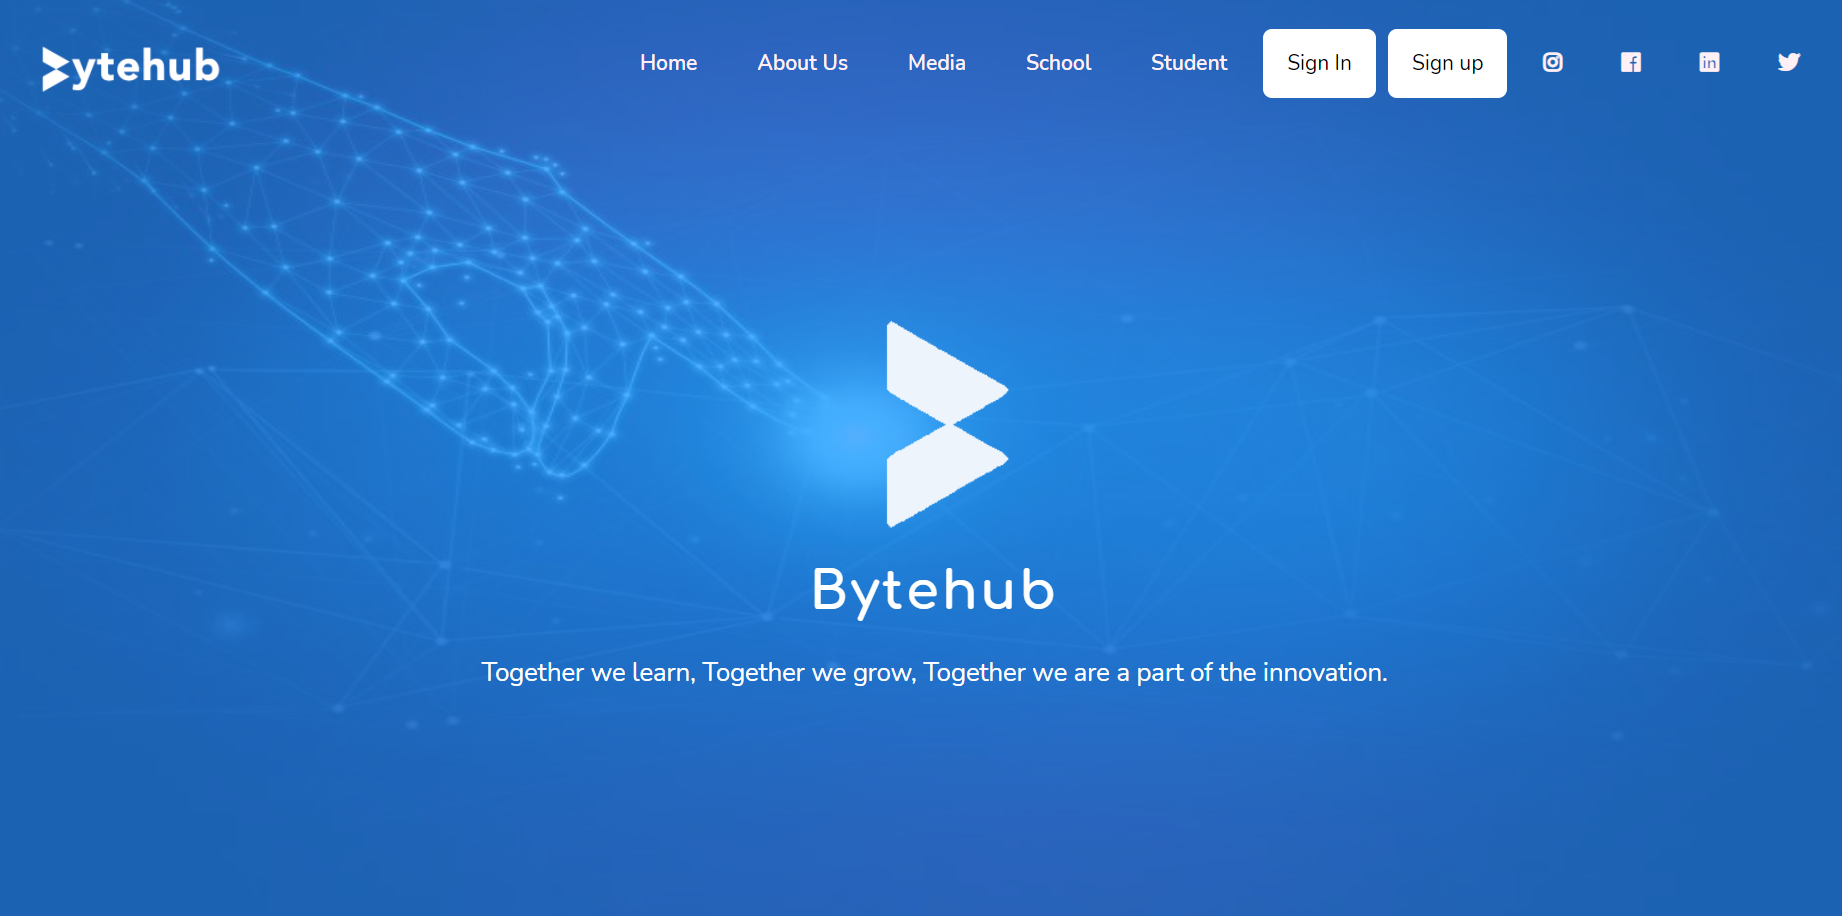 Bytehub
Home About Us Media School Student Sign In Sign up
Bytehub
Together we learn, Together we grow, Together we are a part of the innovation.